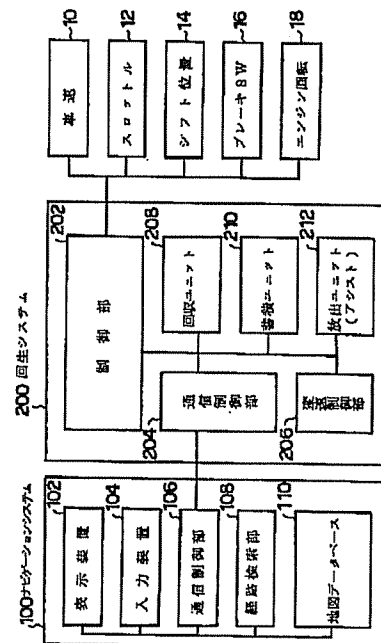 100 ナビゲーションシステム
102
表示装置
104
入力装置
106
通信制御部
108
経路検索部
110
地図データベース
200 回生システム
202
制御部
204
通信制御部
206
変速制御部
208
回収ユニット
210
蓄積ユニット
212
放出ユニット
(アシスト)
車速
10
スロットル
12
シフト位置
14
ブレーキSW
16
エンジン回転
18